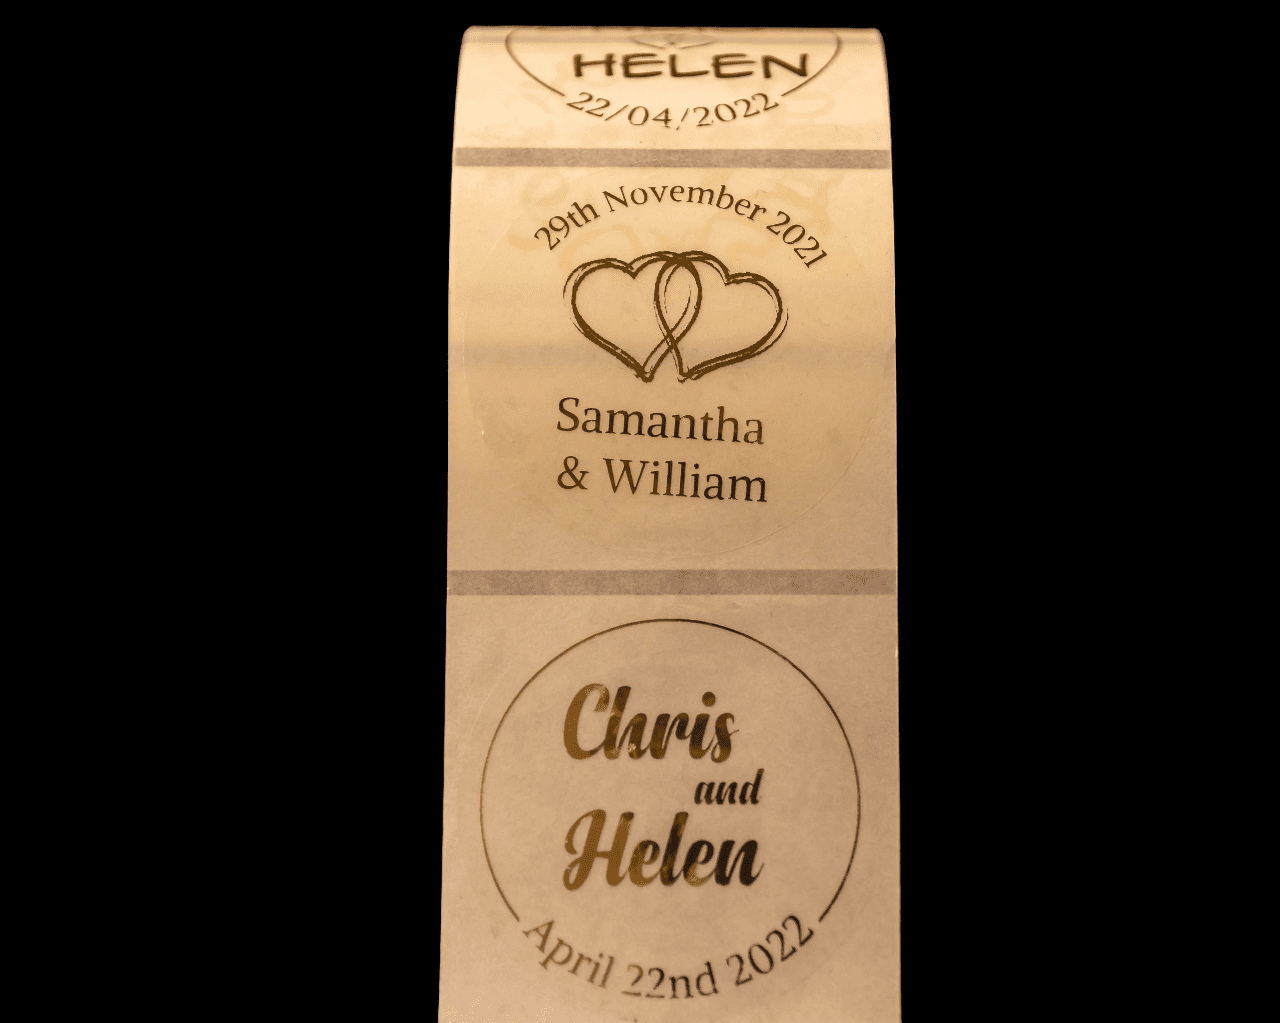 HELEN
22/04/2022
29th November 2021
Samantha
& William
Chris
and
Helen
April 22nd 2022